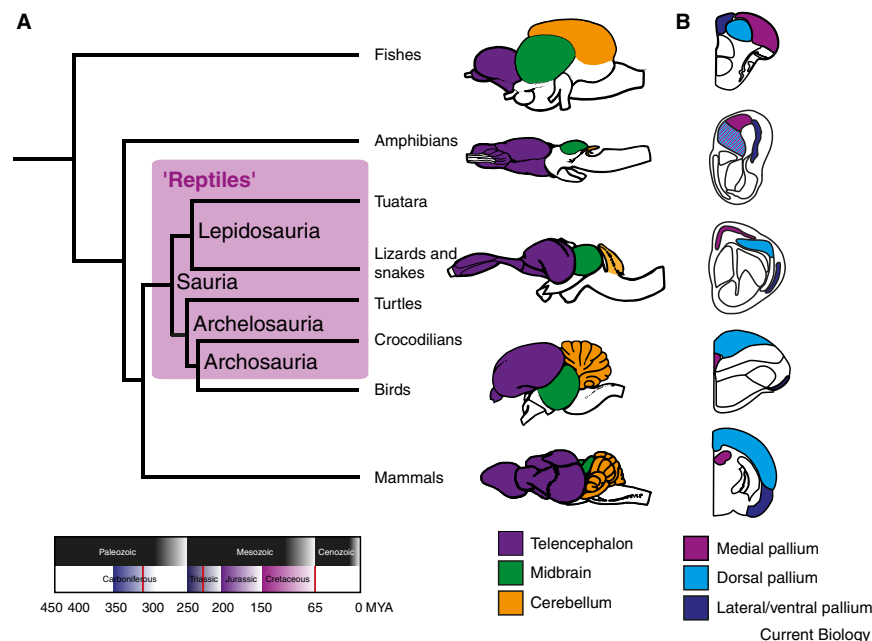 A
B
Fishes
Amphibians
'Reptiles'
Tuatara
Lepidosauria
Lizards and
snakes
Sauria
Turtles
Archelosauria
Crocodilians
Archosauria
Birds
Mammals
Paleozoic Mesozoic Cenozoic
Carboniferous Triassic Jurassic Cretaceous
450 400 350 300 250 200 150 65 0 MYA
Telencephalon
Midbrain
Cerebellum
Medial pallium
Dorsal pallium
Lateral/ventral pallium
Current Biology